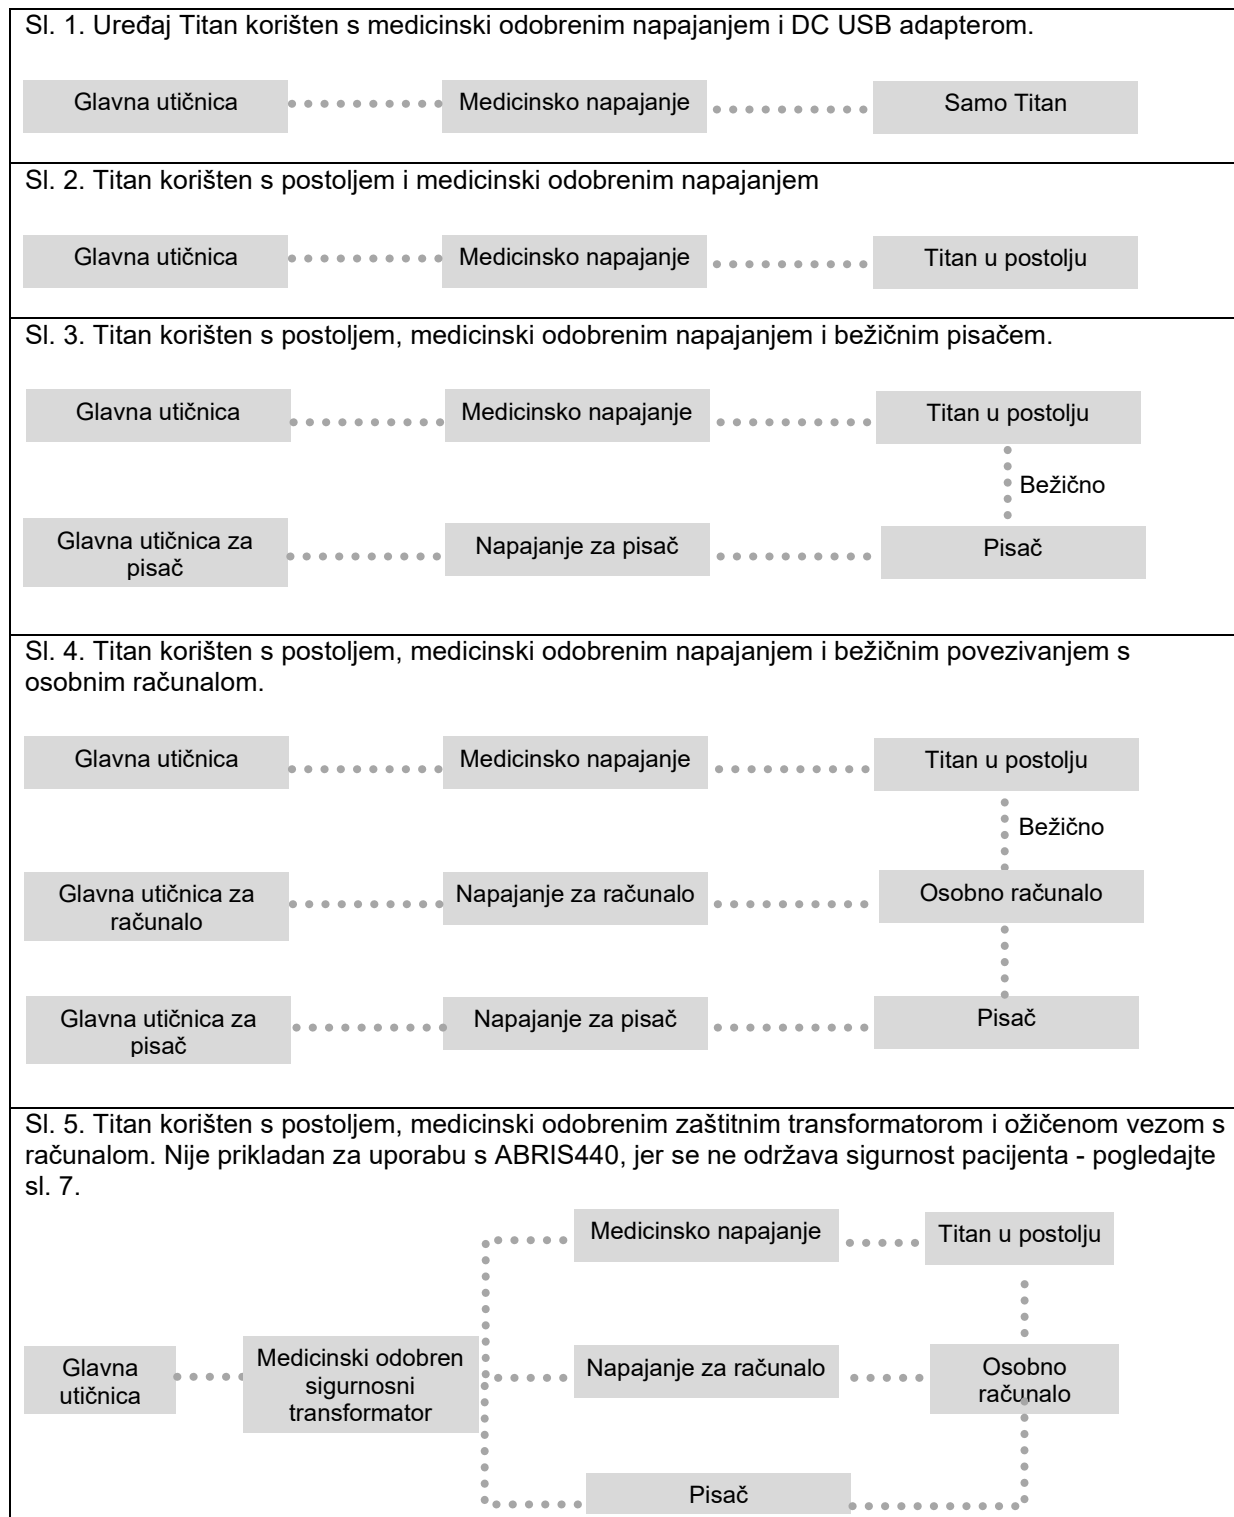 Sl. 1. Uređaj Titan korišten s medicinski odobrenim napajanjem i DC USB adapterom.
Glavna utičnica
Medicinsko napajanje
Samo Titan
Sl. 2. Titan korišten s postoljem i medicinski odobrenim napajanjem
Glavna utičnica
Medicinsko napajanje
Titan u postolju
Sl. 3. Titan korišten s postoljem, medicinski odobrenim napajanjem i bežičnim pisačem.
Glavna utičnica
Medicinsko napajanje
Titan u postolju
Bežično
Glavna utičnica za
pisač
Napajanje za pisač
Pisač
Sl. 4. Titan korišten s postoljem, medicinski odobrenim napajanjem i bežičnim povezivanjem s
osobnim računalom.
Glavna utičnica
Medicinsko napajanje
Titan u postolju
Bežično
Glavna utičnica za
računalo
Napajanje za računalo
Osobno računalo
Glavna utičnica za
pisač
Napajanje za pisač
Pisač
Sl. 5. Titan korišten s postoljem, medicinski odobrenim zaštitnim transformatorom i ožičenom vezom s
računalom. Nije prikladan za uporabu s ABRIS440, jer se ne održava sigurnost pacijenta - pogledajte
sl. 7.
Medicinsko napajanje
Titan u postolju
Glavna
utičnica
Medicinski odobren
sigurnosni
transformator
Napajanje za računalo
Osobno
računalo
Pisač